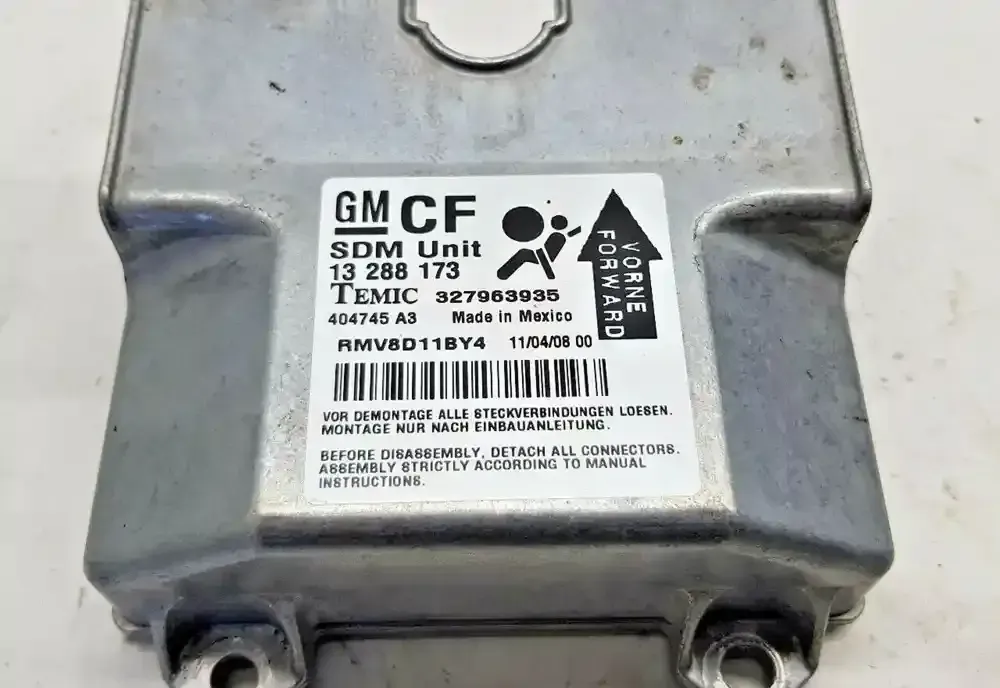 GM CF
SDM Unit
13 288 173
TEMIC 327963935
404745 A3 Made in Mexico
RMV8D11BY4 11/04/08 00
VORNE
FORWARD
VOR DEMONTAGE ALLE STECKVERBINDUNGEN LOESEN.
MONTAGE NUR NACH EINBAUANLEITUNG.
BEFORE DISASSEMBLY, DETACH ALL CONNECTORS.
ASSEMBLY STRICTLY ACCORDING TO MANUAL
INSTRUCTIONS.